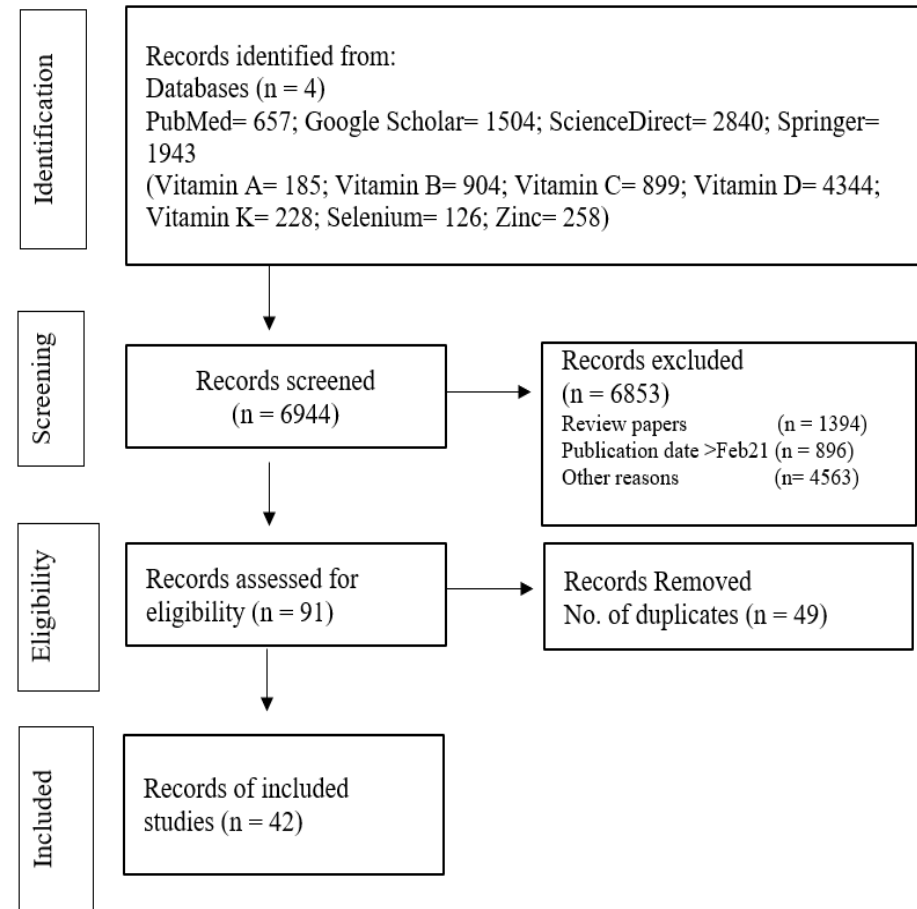 Identification
Records identified from:
Databases (n = 4)
PubMed= 657; Google Scholar= 1504; ScienceDirect= 2840; Springer=
1943
(Vitamin A= 185; Vitamin B= 904; Vitamin C= 899; Vitamin D= 4344;
Vitamin K= 228; Selenium= 126; Zinc= 258)
Screening
Records screened
(n = 6944)
Records excluded
(n = 6853)
Review papers (n = 1394)
Publication date >Feb21 (n = 896)
Other reasons (n= 4563)
Eligibility
Records assessed for
eligibility (n = 91)
Records Removed
No. of duplicates (n = 49)
Included
Records of included
studies (n = 42)